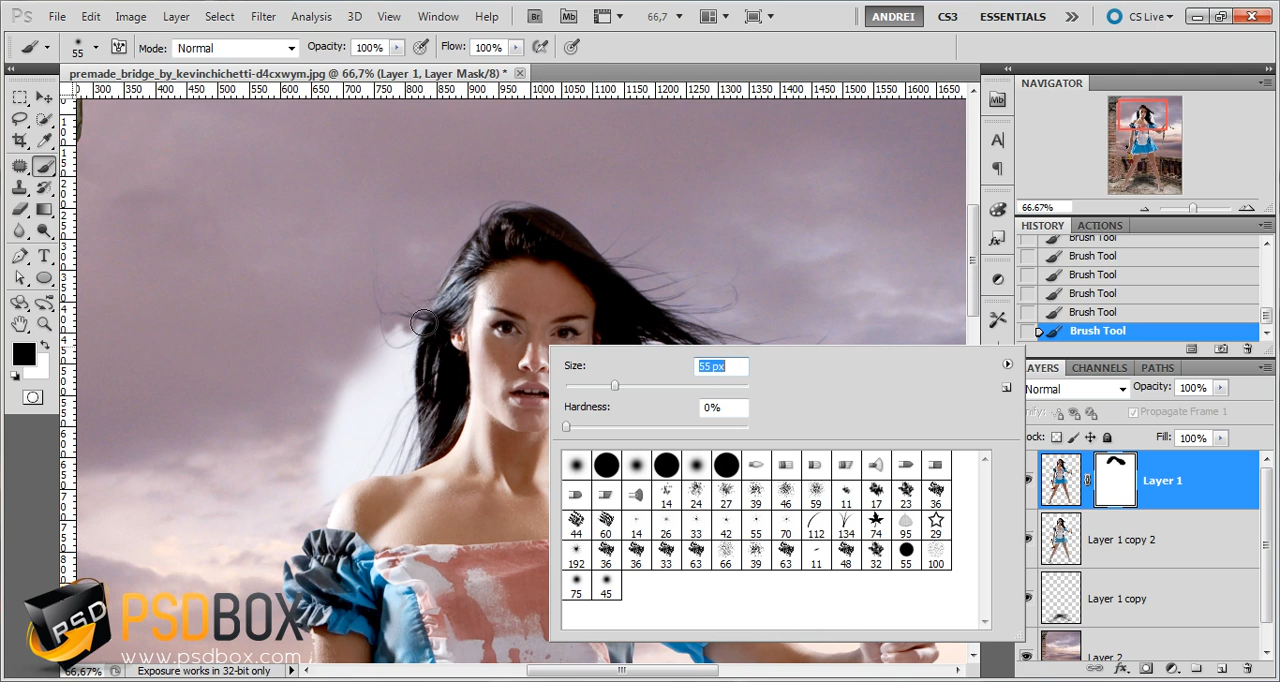 Ps File Edit Image Layer Select Filter Analysis 3D View Window Help Br Mb 66,7 ANDREI CS3 ESSENTIALS CS Live
55 Mode: Normal Opacity: 100% Flow: 100%
premade_bridge_by_kevinchichetti-d4cxwym.jpg @ 66,7% (Layer 1, Layer Mask/8) *
300 350 400 450 500 550 600 650 700 750 800 850 900 950 1000 1050 1100 1150 1200 1250 1300 1350 1400 1450 1500 1550 1600 1650
NAVIGATOR
66.67%
HISTORY ACTIONS
Brush Tool
Brush Tool
Brush Tool
Brush Tool
Brush Tool
Brush Tool
Size: 55 px
Hardness: 0%
14 24 27 39 46 59 11 17 23 36
44 60 14 26 33 42 55 70 112 134 74 95 29
192 36 36 33 63 66 39 63 11 48 32 55 100
75 45
AYERS CHANNELS PATHS
Normal Opacity: 100%
nify: Propagate Frame 1
ock: Fill: 100%
Layer 1
Layer 1 copy 2
Layer 1 copy
Layer 2
PSD
PSDBOX
www.psdbox.com
66,67% Exposure works in 32-bit only